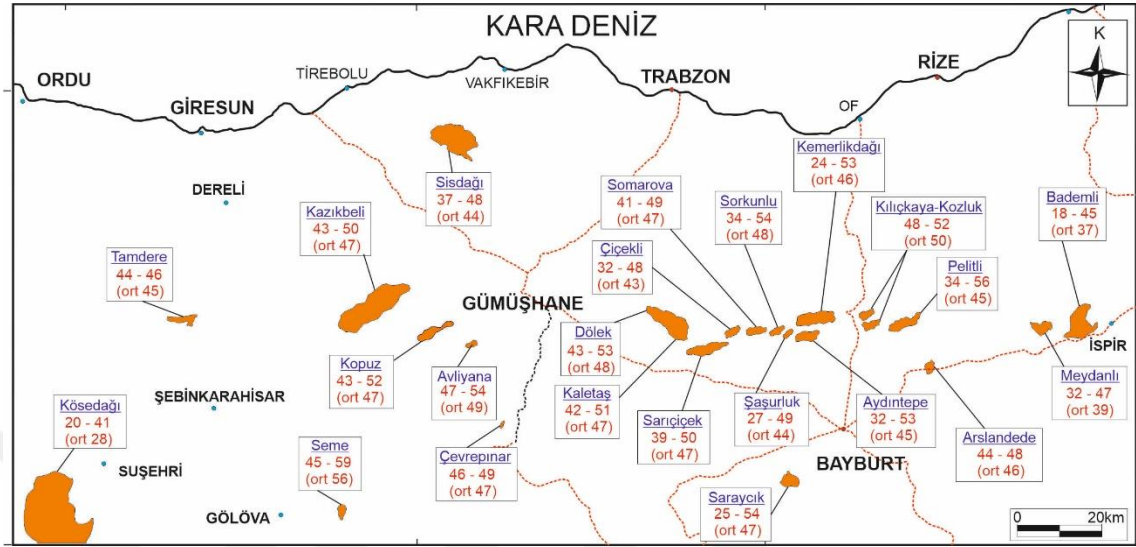 KARA DENİZ
K
ORDU
TİREBOLU
VAKFIKEBİR
TRABZON
RİZE
GİRESUN
OF
DERELİ
Sisdağı
37 - 48
(ort 44)
Kemerlikdağı
24 - 53
(ort 46)
Somarova
41 - 49
(ort 47)
Sorkunlu
34 - 54
(ort 48)
Kılıçkaya-Kozluk
48 - 52
(ort 50)
Bademli
18 - 45
(ort 37)
Kazıkbeli
43 - 50
(ort 47)
Çiçekli
32 - 48
(ort 43)
Pelitli
34 - 56
(ort 45)
Tamdere
44 - 46
(ort 45)
GÜMÜŞHANE
Dölek
43 - 53
(ort 48)
İSPİR
Kopuz
43 - 52
(ort 47)
Avliyana
47 - 54
(ort 49)
Kaletaş
42 - 51
(ort 47)
Sarıçiçek
39 - 50
(ort 47)
Şaşurluk
27 - 49
(ort 44)
Aydıntepe
32 - 53
(ort 45)
Meydanlı
32 - 47
(ort 39)
Arslandede
44 - 48
(ort 46)
Kösedağı
20 - 41
(ort 28)
ŞEBİNKARAHİSAR
SUŞEHRİ
Seme
45 - 59
(ort 56)
Çevrepınar
46 - 49
(ort 47)
BAYBURT
Saraycık
25 - 54
(ort 47)
GÖLÖVA
0 20km